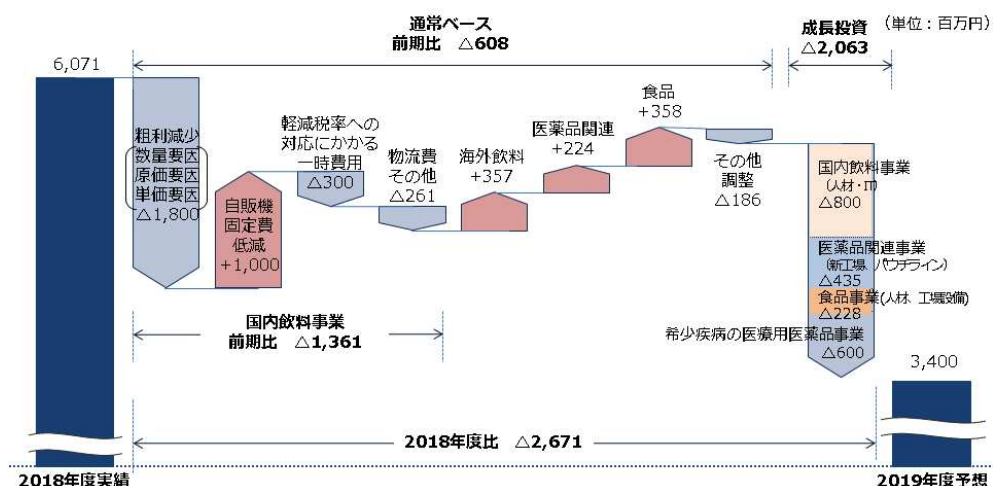 通常ベース
前期比 △608
成長投資
△2,063
(単位:百万円)
6,071
粗利減少
数量要因
原価要因
単価要因
△1,800
自販機
固定費
低減
+1,000
軽減税率への
対応にかかる
一時費用
△300
物流費
その他
△261
海外飲料
+357
医薬品関連
+224
食品
+358
その他
調整
△186
国内飲料事業
(人材・IT)
△800
医薬品関連事業
(新工場、パウチライン)
△435
食品事業(人材、工場設備)
△228
希少疾病の医療用医薬品事業
△600
国内飲料事業
前期比 △1,361
3,400
2018年度比 △2,671
2018年度実績
2019年度予想